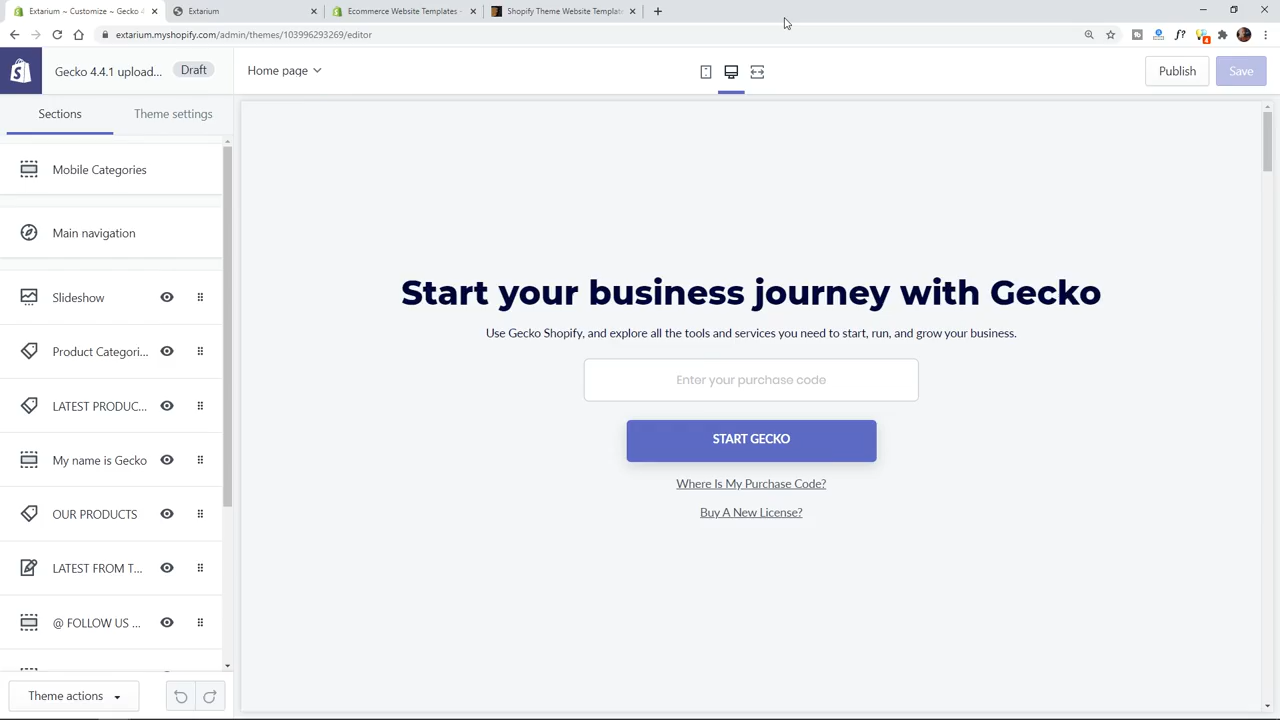 Extarium ~ Customize ~ Gecko 4
Extarium
Ecommerce Website Templates -
Shopify Theme Website Templat
extarium.myshopify.com/admin/themes/103996293269/editor
Gecko 4.4.1 upload...
Draft
Home page
Publish
Save
Sections
Theme settings
Mobile Categories
Main navigation
Slideshow
Product Categori...
LATEST PRODUC...
My name is Gecko
OUR PRODUCTS
LATEST FROM T...
@ FOLLOW US ...
Theme actions
Start your business journey with Gecko
Use Gecko Shopify, and explore all the tools and services you need to start, run, and grow your business.
Enter your purchase code
START GECKO
Where Is My Purchase Code?
Buy A New License?